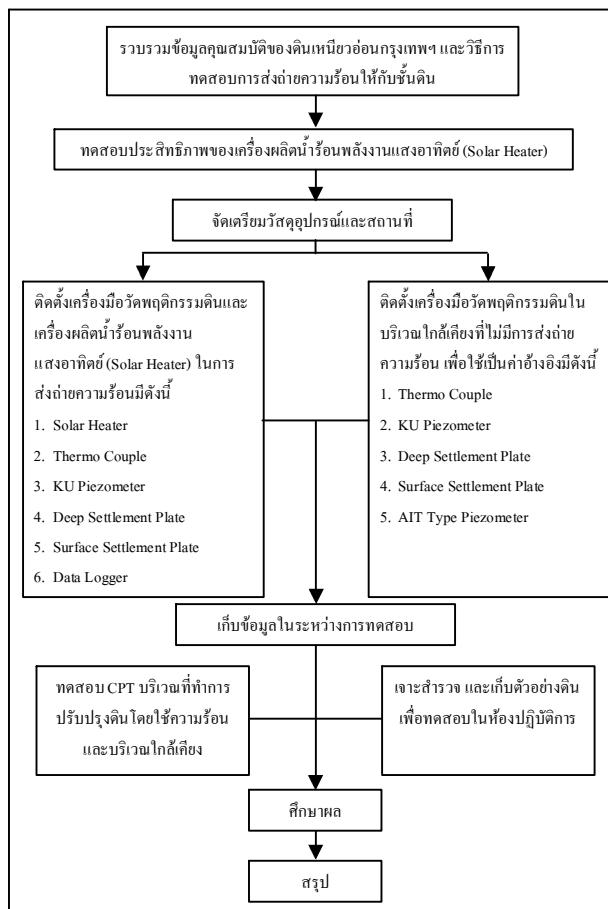 รวบรวมข้อมูลคุณสมบัติของดินเหนียวอ่อนกรุงเทพฯ และวิธีการ
ทดสอบการส่งถ่ายความร้อนให้กับชั้นดิน
ทดสอบประสิทธิภาพของเครื่องผลิตน้ำร้อนพลังงานแสงอาทิตย์ (Solar Heater)
จัดเตรียมวัสดุอุปกรณ์และสถานที่
ติดตั้งเครื่องมือวัดพฤติกรรมดินและ
เครื่องผลิตน้ำร้อนพลังงาน
แสงอาทิตย์ (Solar Heater) ในการ
ส่งถ่ายความร้อนมีดังนี้
1. Solar Heater
2. Thermo Couple
3. KU Piezometer
4. Deep Settlement Plate
5. Surface Settlement Plate
6. Data Logger
ติดตั้งเครื่องมือวัดพฤติกรรมดินใน
บริเวณใกล้เคียงที่ไม่มีการส่งถ่าย
ความร้อน เพื่อใช้เป็นค่าอ้างอิงมีดังนี้
1. Thermo Couple
2. KU Piezometer
3. Deep Settlement Plate
4. Surface Settlement Plate
5. AIT Type Piezometer
เก็บข้อมูลในระหว่างการทดสอบ
ทดสอบ CPT บริเวณที่ทำการ
ปรับปรุงดินโดยใช้ความร้อน
และบริเวณใกล้เคียง
เจาะสำรวจ และเก็บตัวอย่างดิน
เพื่อทดสอบในห้องปฏิบัติการ
ศึกษาผล
สรุป